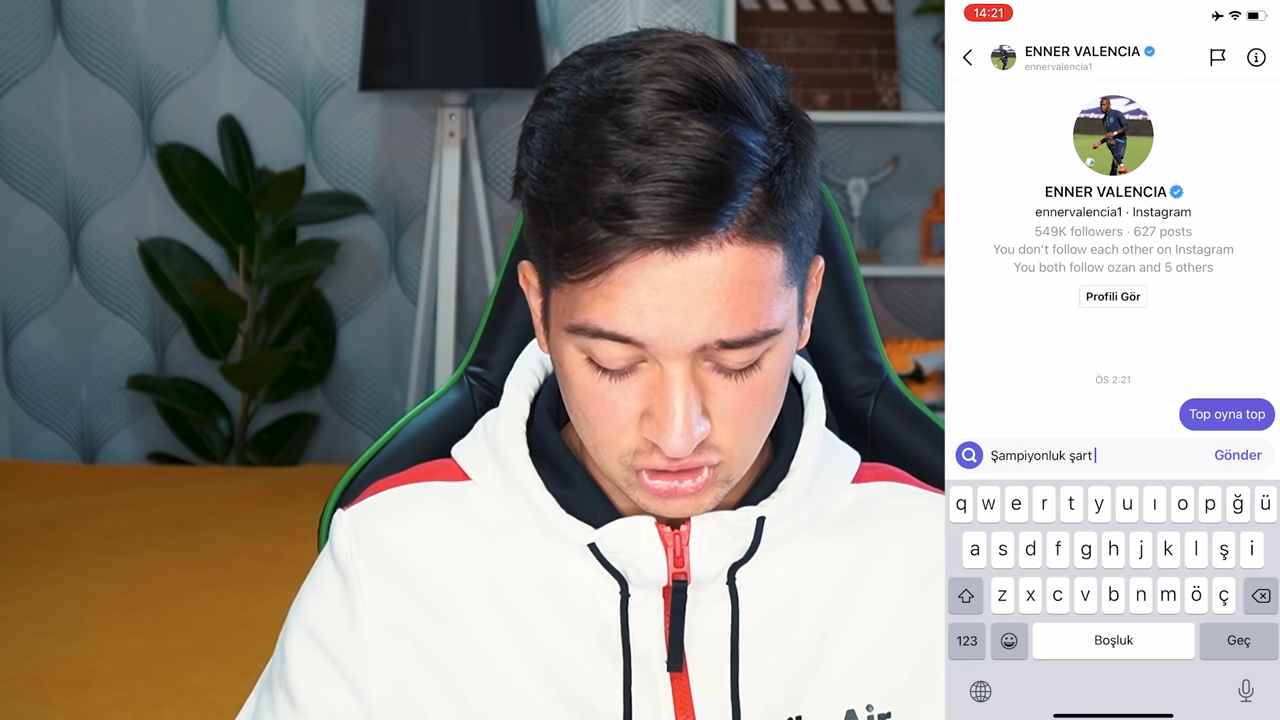 14:21
ENNER VALENCIA
ennervalencia1
ENNER VALENCIA
ennervalencia1 · Instagram
549K followers · 627 posts
You don't follow each other on Instagram
You both follow ozan and 5 others
Profili Gör
ÖS 2:21
Top oyna top
Şampiyonluk şart
Gönder
q w e r t y u ı o p ğ ü
a s d f g h j k l ş i
z x c v b n m ö ç
123
Boşluk
Geç
Air